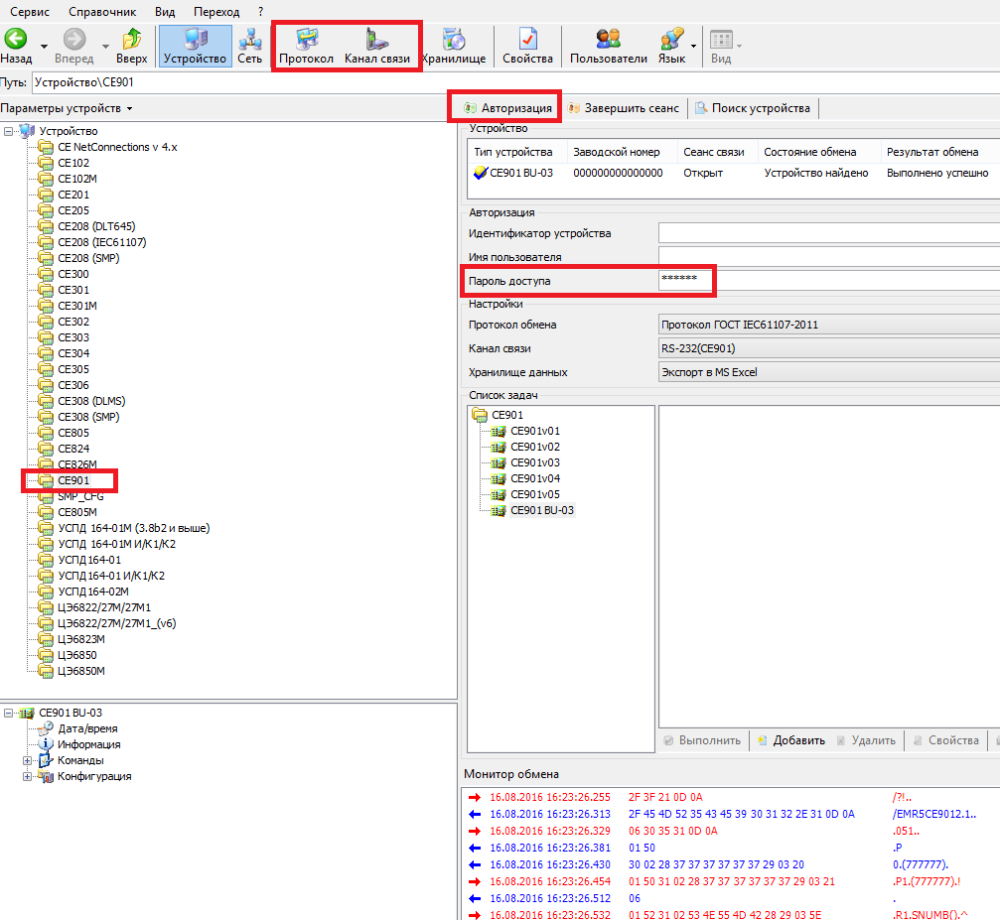 Сервис Справочник Вид Переход ?
Назад Вперед Вверх Устройство Сеть Протокол Канал связи Хранилище Свойства Пользователи Язык Вид
Путь: Устройство\CE901
Параметры устройств
Авторизация Завершить сеанс Поиск устройства
Устройство
CE NetConnections v 4.x
CE102
CE102M
CE201
CE205
CE208 (DLT645)
CE208 (IEC61107)
CE208 (SMP)
CE300
CE301
CE301M
CE302
CE303
CE304
CE305
CE306
CE308 (DLMS)
CE308 (SMP)
CE805
CE824
CE826M
CE901
SMP_CFG
CE805M
УСПД 164-01М (3.8b2 и выше)
УСПД 164-01М И/К1/К2
УСПД164-01
УСПД164-01 И/К1/К2
УСПД164-02М
ЦЭ6822/27М/27М1
ЦЭ6822/27М/27М1_(v6)
ЦЭ6823М
ЦЭ6850
ЦЭ6850М
CE901 BU-03
Дата/время
Информация
Команды
Конфигурация
Устройство
Тип устройства Заводской номер Сеанс связи Состояние обмена Результат обмена
CE901 BU-03 000000000000000 Открыт Устройство найдено Выполнено успешно
Авторизация
Идентификатор устройства
Имя пользователя
Пароль доступа ******
Настройки
Протокол обмена Протокол ГОСТ IEC61107-2011
Канал связи RS-232(CE901)
Хранилище данных Экспорт в MS Excel
Список задач
CE901
CE901v01
CE901v02
CE901v03
CE901v04
CE901v05
CE901 BU-03
Выполнить Добавить Удалить Свойства
Монитор обмена
16.08.2016 16:23:26.255 2F 3F 21 0D 0A /?!..
16.08.2016 16:23:26.313 2F 45 4D 52 35 43 45 39 30 31 32 2E 31 0D 0A /EMR5CE9012.1..
16.08.2016 16:23:26.329 06 30 35 31 0D 0A .051..
16.08.2016 16:23:26.381 01 50 .P
16.08.2016 16:23:26.430 30 02 28 37 37 37 37 37 37 29 03 20 0.(777777).
16.08.2016 16:23:26.454 01 50 31 02 28 37 37 37 37 37 37 29 03 21 .P1.(777777).!
16.08.2016 16:23:26.512 06 .
16.08.2016 16:23:26.532 01 52 31 02 53 4E 55 4D 42 28 29 03 5E .R1.SNUMB().^